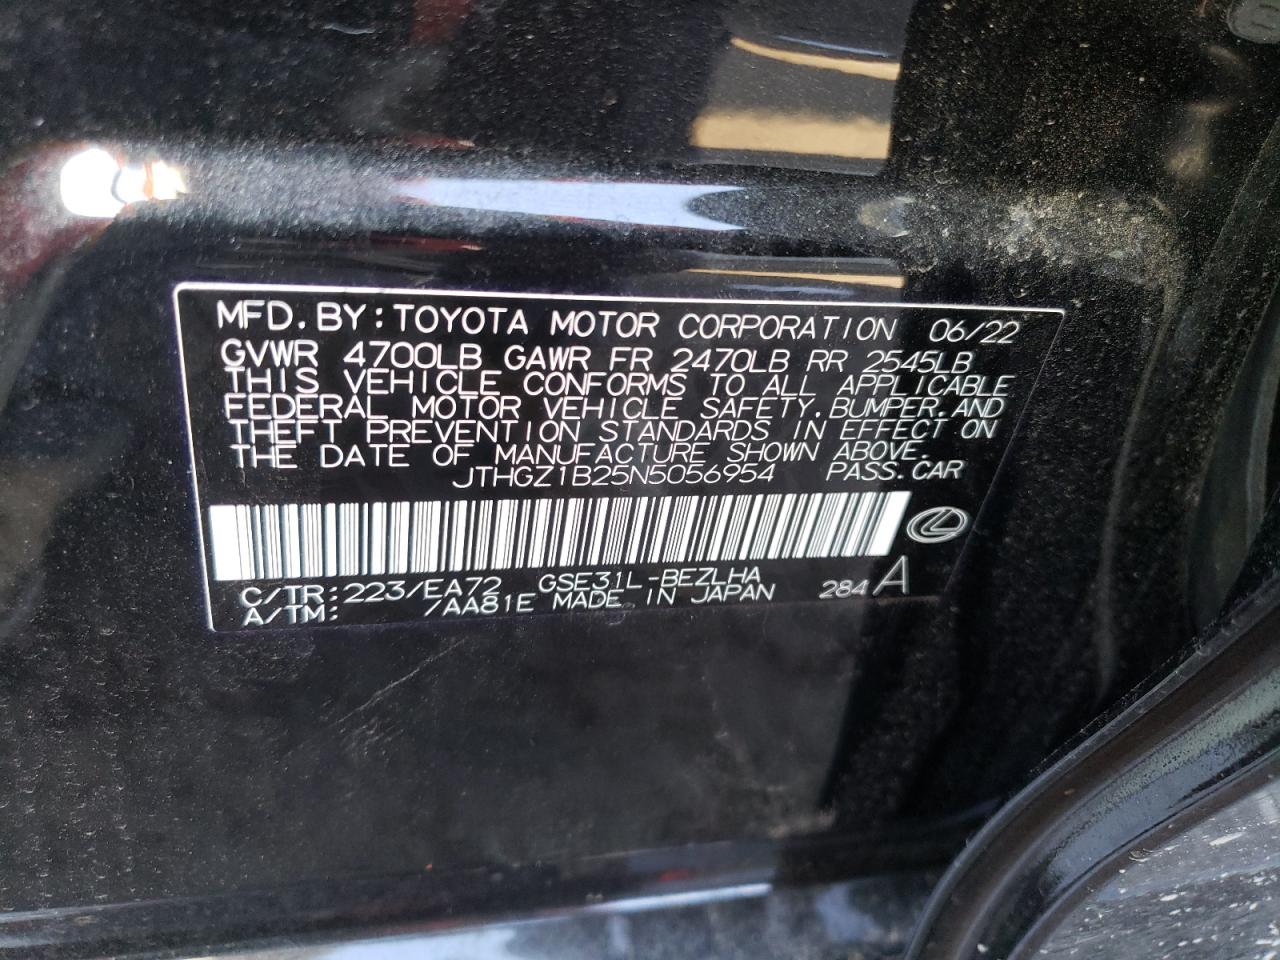 MFD. BY: TOYOTA MOTOR CORPORATION 06/22
GVWR 4700LB GAWR FR 2470LB RR 2545LB
THIS VEHICLE CONFORMS TO ALL APPLICABLE
FEDERAL MOTOR VEHICLE SAFETY, BUMPER, AND
THEFT PREVENTION STANDARDS IN EFFECT ON
THE DATE OF MANUFACTURE SHOWN ABOVE.
JTHGZ1B25N5056954 PASS. CAR
C/TR: 223/EA72 GSE31L-BEZLHA 284 A
A/TM: /AA81E MADE IN JAPAN